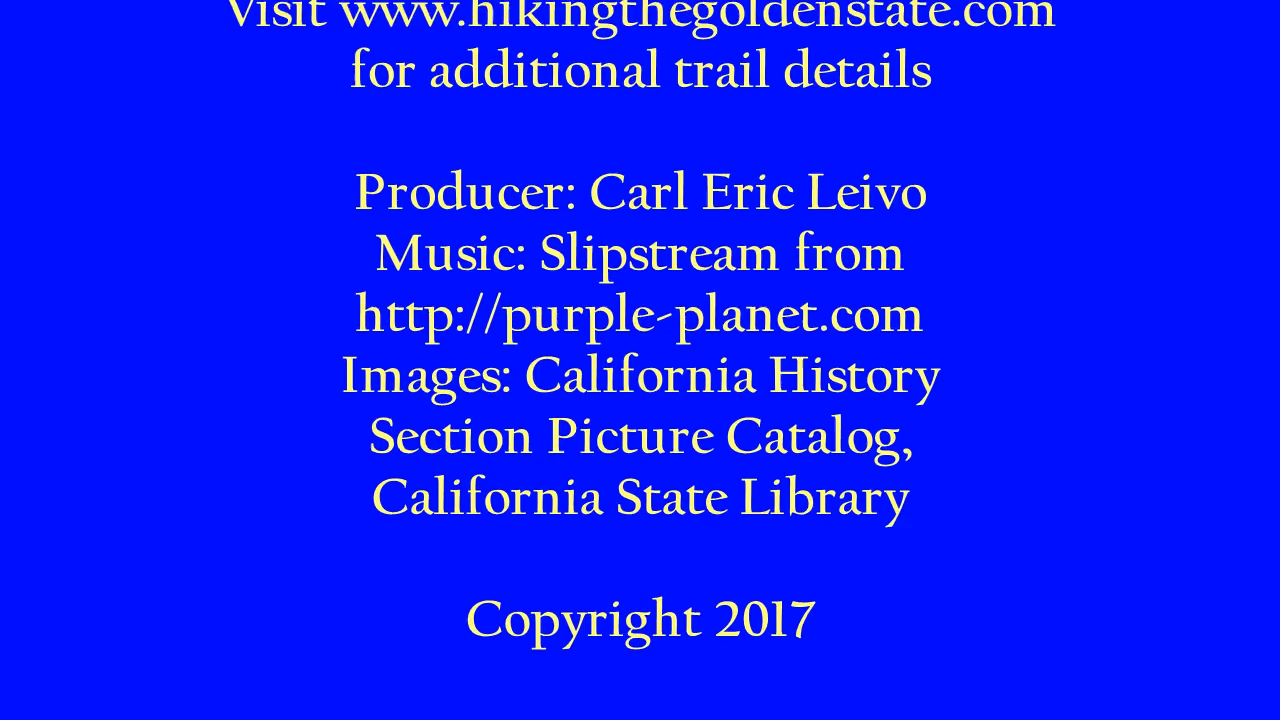 Visit www.hikingthegoldenstate.com
for additional trail details
Producer: Carl Eric Leivo
Music: Slipstream from
http://purple-planet.com
Images: California History
Section Picture Catalog,
California State Library
Copyright 2017